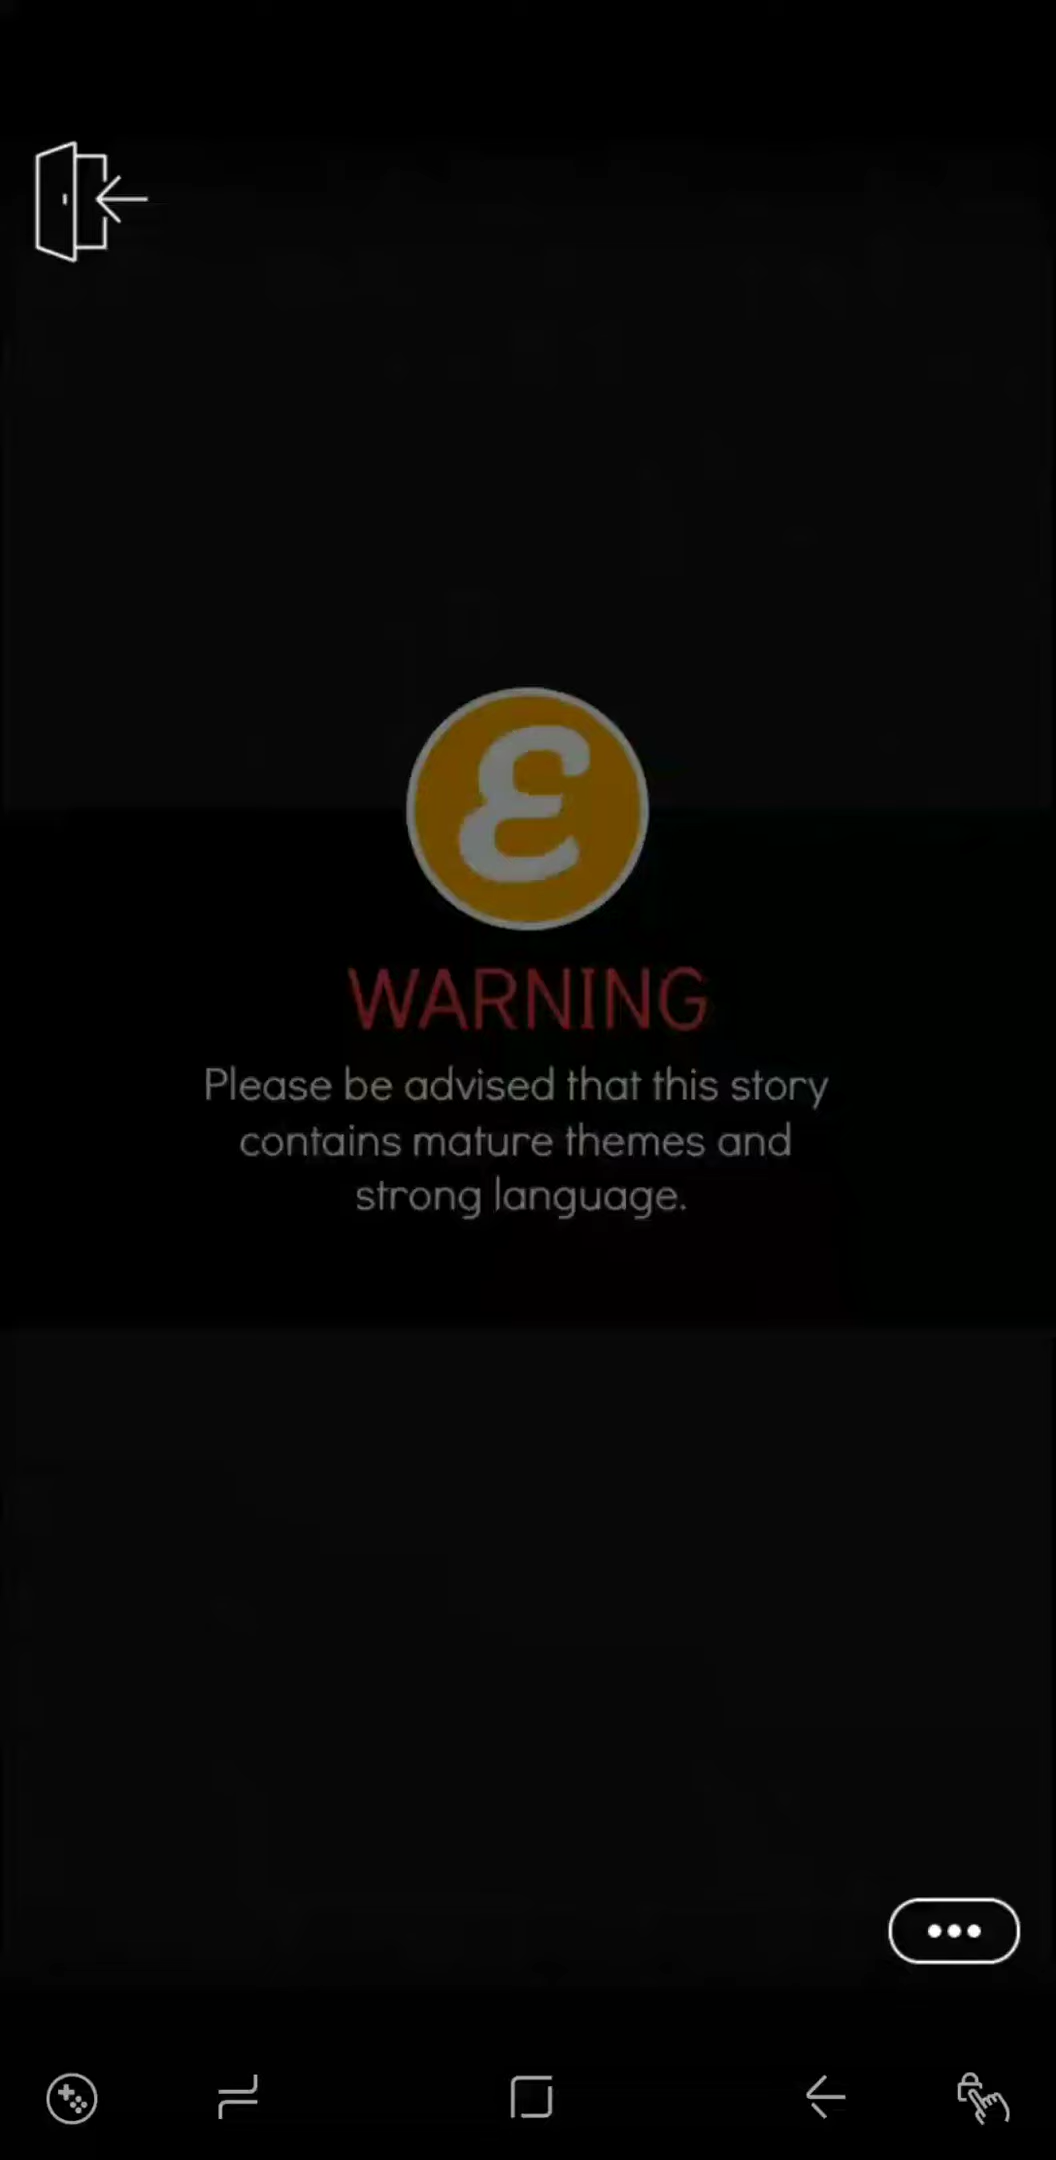 ε
WARNING
Please be advised that this story
contains mature themes and
strong language.